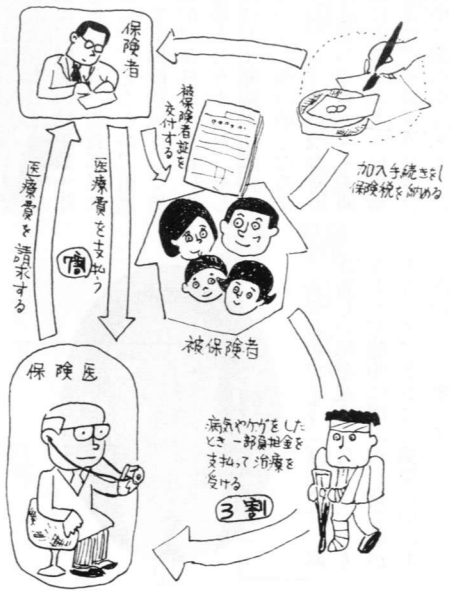 保険者
被保険者証を
交付する
加入手続きをし
保険税を納める
医療費を請求する
医療費を支払う
7割
被保険者
保険医
病気やケガをした
とき一部負担金を
支払って治療を
受ける
3割